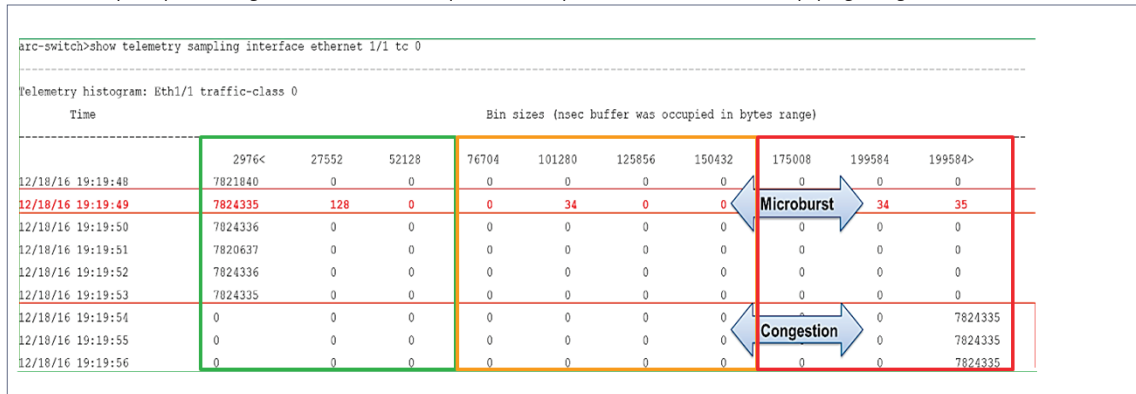 arc-switch>show telemetry sampling interface ethernet 1/1 tc 0
Telemetry histogram: Eth1/1 traffic-class 0
Time Bin sizes (nsec buffer was occupied in bytes range)
2976< 27552 52128 76704 101280 125856 150432 175008 199584 199584>
12/18/16 19:19:48 7821840 0 0 0 0 0 0 0 0 0
12/18/16 19:19:49 7824335 128 0 0 34 0 0 Microburst 34 35
12/18/16 19:19:50 7824336 0 0 0 0 0 0 0 0 0
12/18/16 19:19:51 7820637 0 0 0 0 0 0 0 0 0
12/18/16 19:19:52 7824336 0 0 0 0 0 0 0 0 0
12/18/16 19:19:53 7824335 0 0 0 0 0 0 0 0 0
12/18/16 19:19:54 0 0 0 0 0 0 0 0 0 7824335
12/18/16 19:19:55 0 0 0 0 0 0 0 Congestion 0 7824335
12/18/16 19:19:56 0 0 0 0 0 0 0 0 0 7824335